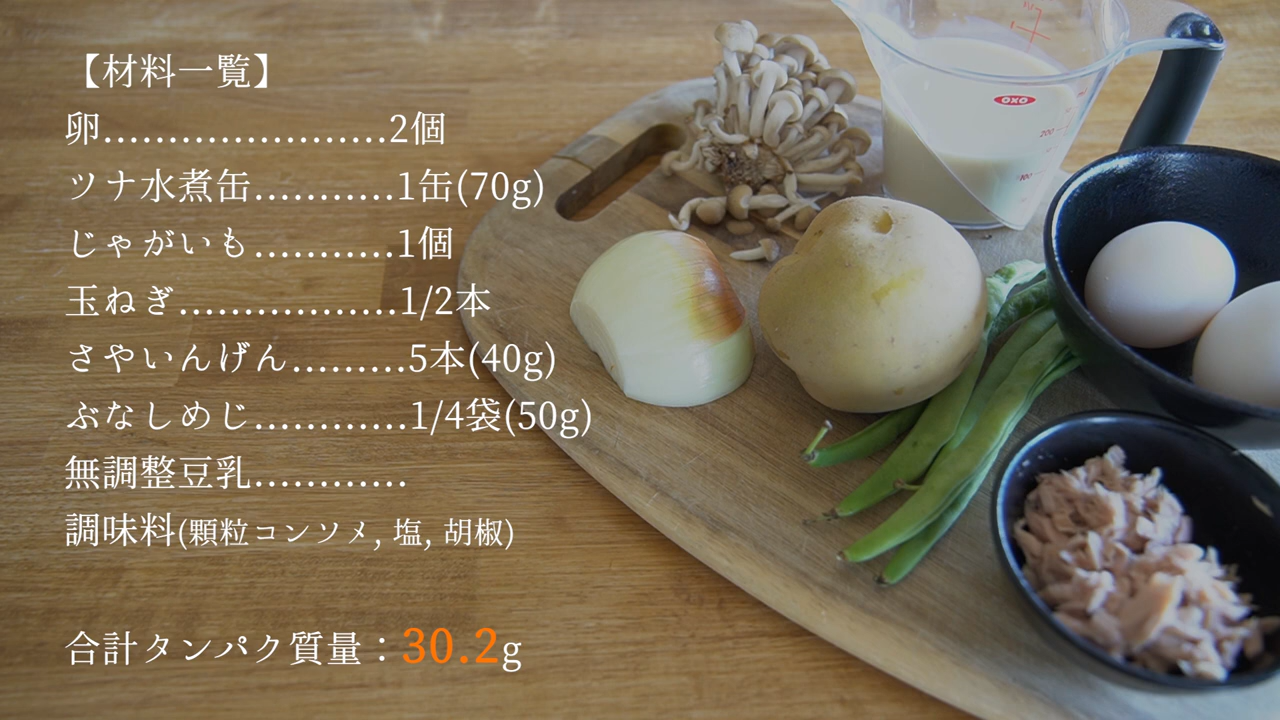 【材料一覧】
卵......................2個
ツナ水煮缶...........1缶(70g)
じゃがいも...........1個
玉ねぎ.................1/2本
さやいんげん.........5本(40g)
ぶなしめじ............1/4袋(50g)
無調整豆乳............
調味料(顆粒コンソメ, 塩, 胡椒)
合計タンパク質量：30.2g
OXO
200
100